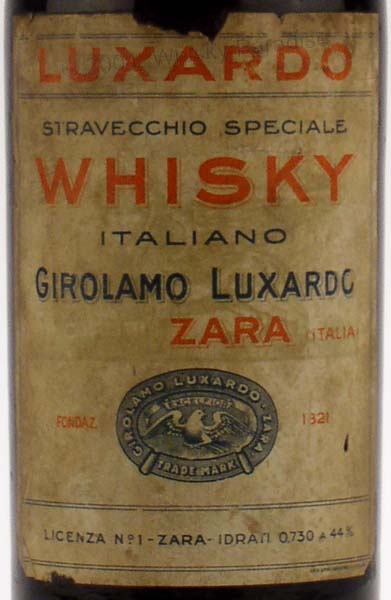 LUXARDO
STRAVECCHIO SPECIALE
WHISKY
ITALIANO
GIROLAMO LUXARDO
ZARA (ITALIA)
GIROLAMO LUXARDO · ZARA
EXCELSIOR
TRADE MARK
FONDAZ. 1821
LICENZA Nº1 - ZARA - IDRATI 0,730 A 44%